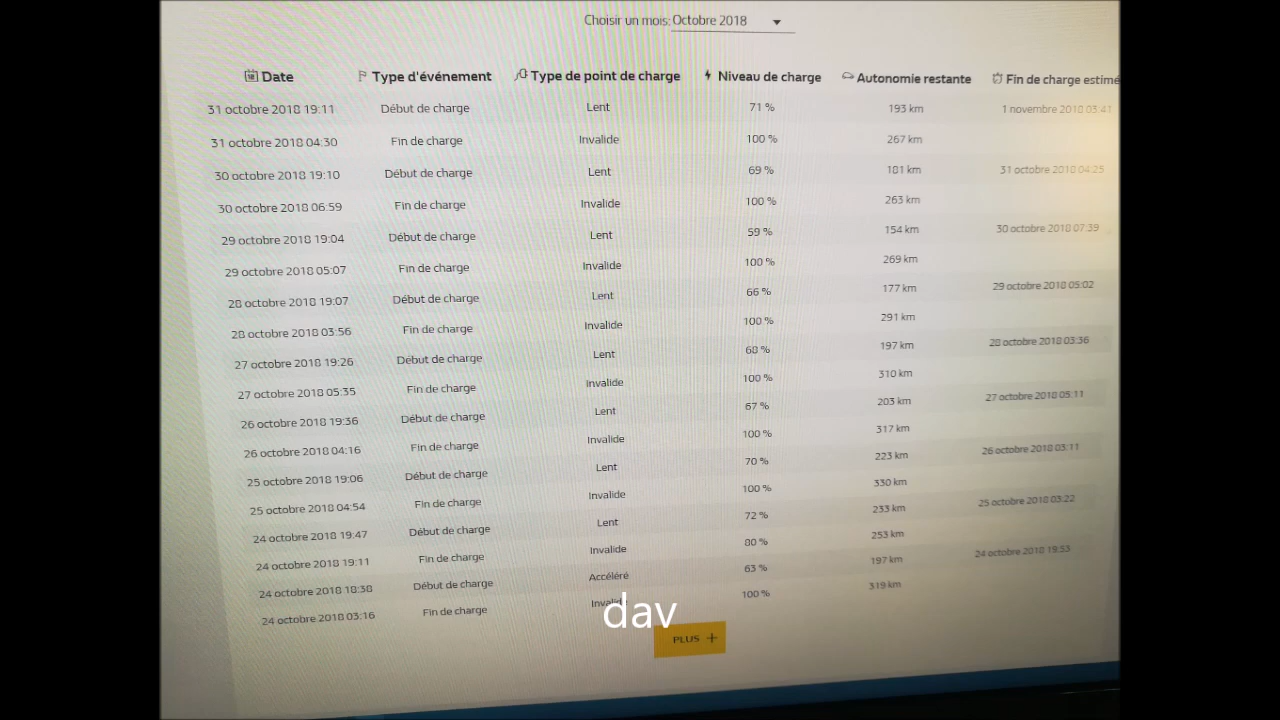 Choisir un mois: Octobre 2018
Date Type d'événement Type de point de charge Niveau de charge Autonomie restante Fin de charge estimé
31 octobre 2018 19:11 Début de charge Lent 71 % 193 km 1 novembre 2018 03:41
31 octobre 2018 04:30 Fin de charge Invalide 100 % 267 km
30 octobre 2018 19:10 Début de charge Lent 69 % 181 km 31 octobre 2018 04:25
30 octobre 2018 06:59 Fin de charge Invalide 100 % 263 km
29 octobre 2018 19:04 Début de charge Lent 59 % 154 km 30 octobre 2018 07:39
29 octobre 2018 05:07 Fin de charge Invalide 100 % 269 km
28 octobre 2018 19:07 Début de charge Lent 66 % 177 km 29 octobre 2018 05:02
28 octobre 2018 03:56 Fin de charge Invalide 100 % 291 km
27 octobre 2018 19:26 Début de charge Lent 68 % 197 km 28 octobre 2018 03:36
27 octobre 2018 05:35 Fin de charge Invalide 100 % 310 km
26 octobre 2018 19:36 Début de charge Lent 67 % 203 km 27 octobre 2018 05:11
26 octobre 2018 04:16 Fin de charge Invalide 100 % 317 km
25 octobre 2018 19:06 Début de charge Lent 70 % 223 km 26 octobre 2018 03:11
25 octobre 2018 04:54 Fin de charge Invalide 100 % 330 km
24 octobre 2018 19:47 Début de charge Lent 72 % 233 km 25 octobre 2018 03:22
24 octobre 2018 19:11 Fin de charge Invalide 80 % 253 km
24 octobre 2018 18:38 Début de charge Accéléré 63 % 197 km 24 octobre 2018 19:53
24 octobre 2018 03:16 Fin de charge Invalide 100 % 319 km
dav
PLUS +